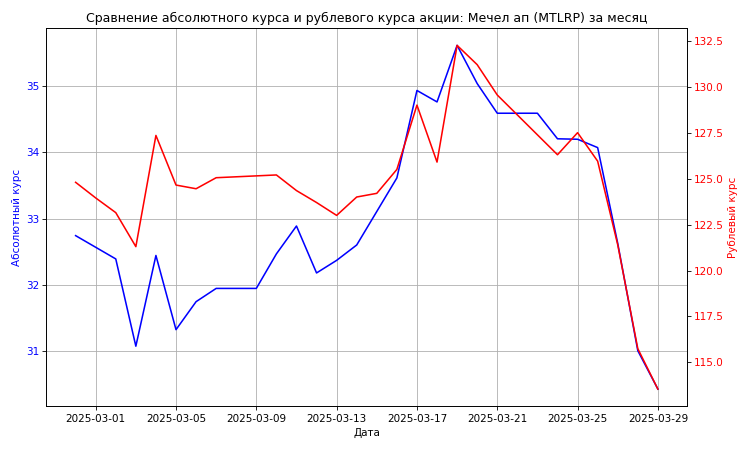 Сравнение абсолютного курса и рублевого курса акции: Мечел ап (MTLRP) за месяц
Абсолютный курс
35
34
33
32
31
132.5
130.0
127.5
125.0
122.5
120.0
117.5
115.0
Рублевый курс
2025-03-01 2025-03-05 2025-03-09 2025-03-13 2025-03-17 2025-03-21 2025-03-25 2025-03-29
Дата